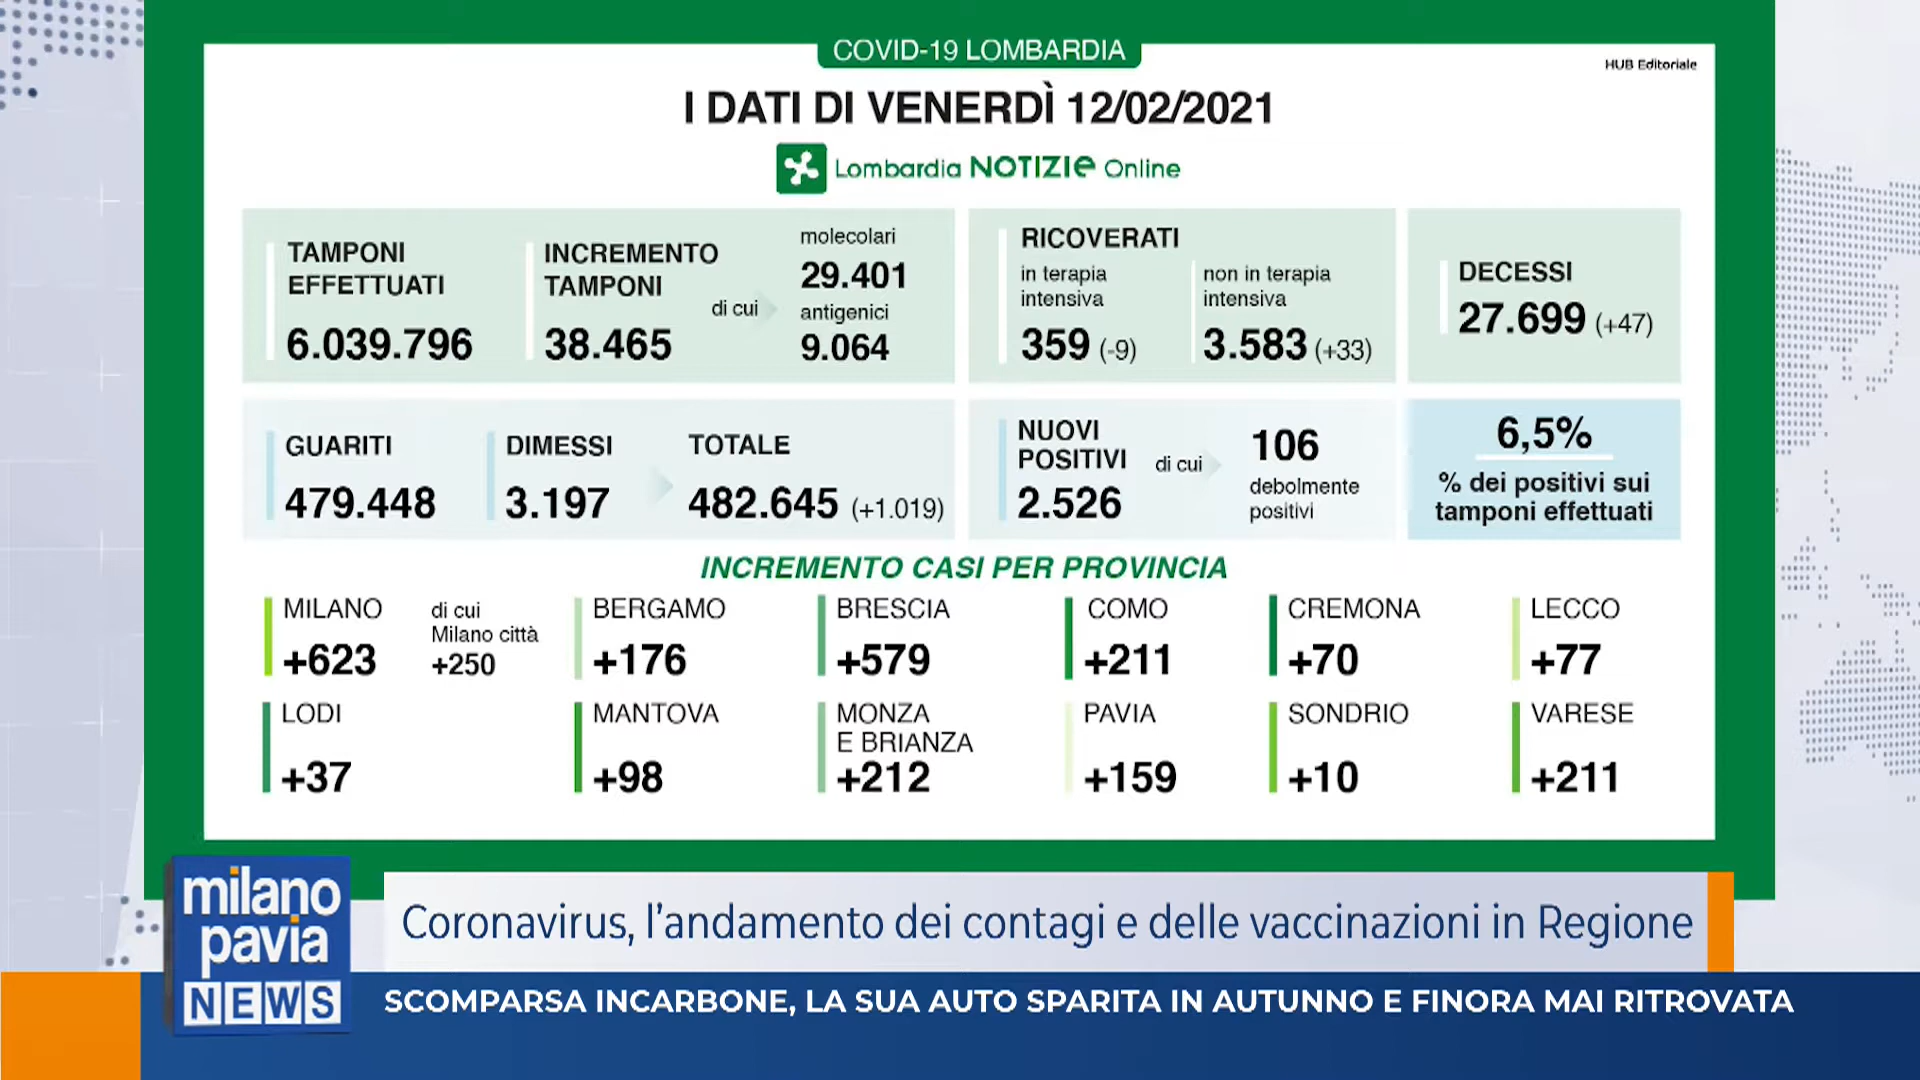 COVID-19 LOMBARDIA
HUB Editoriale
I DATI DI VENERDÌ 12/02/2021
Lombardia NOTIZIE Online
TAMPONI
EFFETTUATI
6.039.796
INCREMENTO
TAMPONI
38.465
di cui
molecolari
29.401
antigenici
9.064
RICOVERATI
in terapia
intensiva
359 (-9)
non in terapia
intensiva
3.583 (+33)
DECESSI
27.699 (+47)
GUARITI
479.448
DIMESSI
3.197
TOTALE
482.645 (+1.019)
NUOVI
POSITIVI
2.526
di cui
106
debolmente
positivi
6,5%
% dei positivi sui
tamponi effettuati
INCREMENTO CASI PER PROVINCIA
MILANO
+623
di cui
Milano città
+250
BERGAMO
+176
BRESCIA
+579
COMO
+211
CREMONA
+70
LECCO
+77
LODI
+37
MANTOVA
+98
MONZA
E BRIANZA
+212
PAVIA
+159
SONDRIO
+10
VARESE
+211
milano
pavia
NEWS
Coronavirus, l'andamento dei contagi e delle vaccinazioni in Regione
SCOMPARSA INCARBONE, LA SUA AUTO SPARITA IN AUTUNNO E FINORA MAI RITROVATA